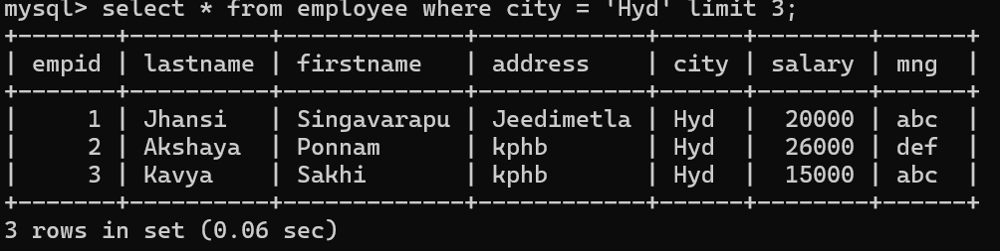 mysql> select * from employee where city = 'Hyd' limit 3;
+-------+----------+-------------+------------+------+--------+------+
| empid | lastname | firstname   | address    | city | salary | mng  |
+-------+----------+-------------+------------+------+--------+------+
|     1 | Jhansi   | Singavarapu | Jeedimetla | Hyd  |  20000 | abc  |
|     2 | Akshaya  | Ponnam      | kphb       | Hyd  |  26000 | def  |
|     3 | Kavya    | Sakhi       | kphb       | Hyd  |  15000 | abc  |
+-------+----------+-------------+------------+------+--------+------+
3 rows in set (0.06 sec)